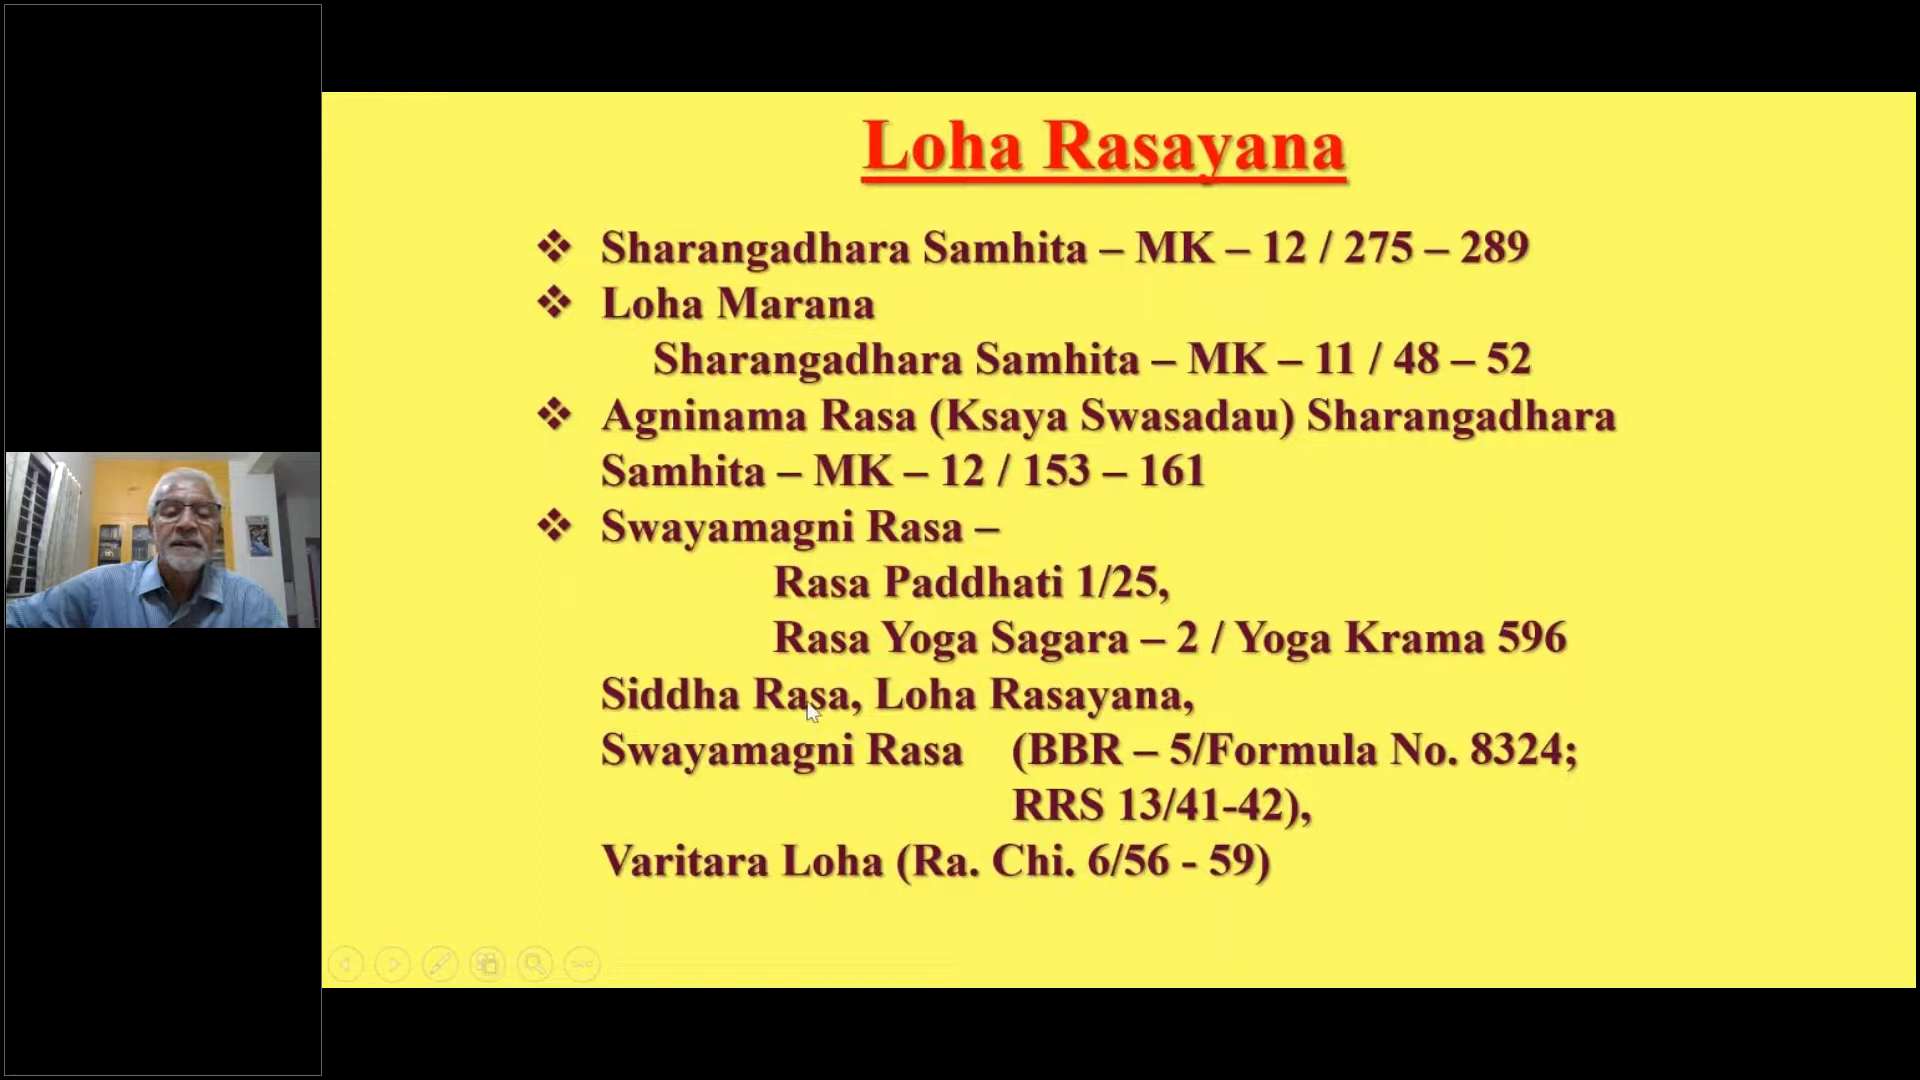 Loha Rasayana
❖ Sharangadhara Samhita – MK – 12 / 275 – 289
❖ Loha Marana
Sharangadhara Samhita – MK – 11 / 48 – 52
❖ Agninama Rasa (Ksaya Swasadau) Sharangadhara
Samhita – MK – 12 / 153 – 161
❖ Swayamagni Rasa –
Rasa Paddhati 1/25,
Rasa Yoga Sagara – 2 / Yoga Krama 596
Siddha Rasa, Loha Rasayana,
Swayamagni Rasa (BBR – 5/Formula No. 8324;
RRS 13/41-42),
Varitara Loha (Ra. Chi. 6/56 - 59)